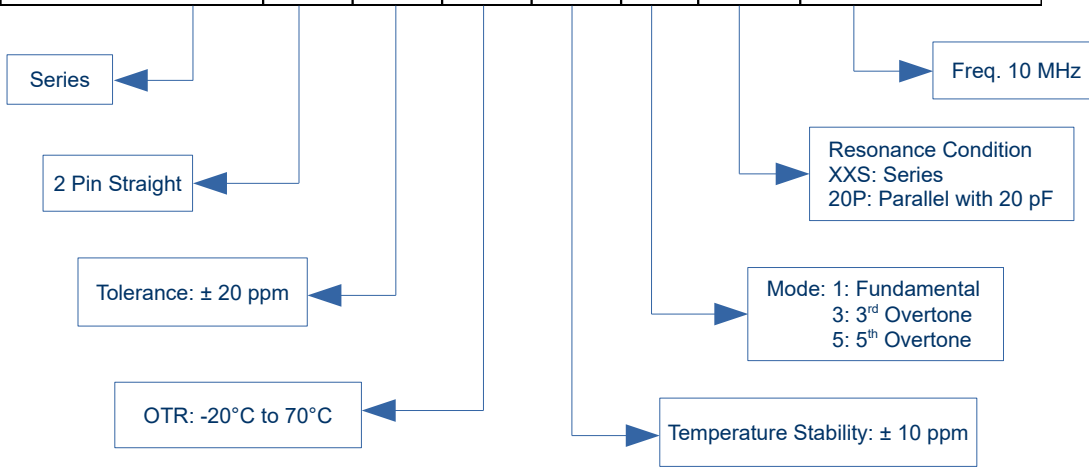 Series
Freq. 10 MHz
Resonance Condition
XXS: Series
20P: Parallel with 20 pF
2 Pin Straight
Tolerance: ± 20 ppm
Mode: 1: Fundamental
3: 3rd Overtone
5: 5th Overtone
OTR: -20°C to 70°C
Temperature Stability: ± 10 ppm